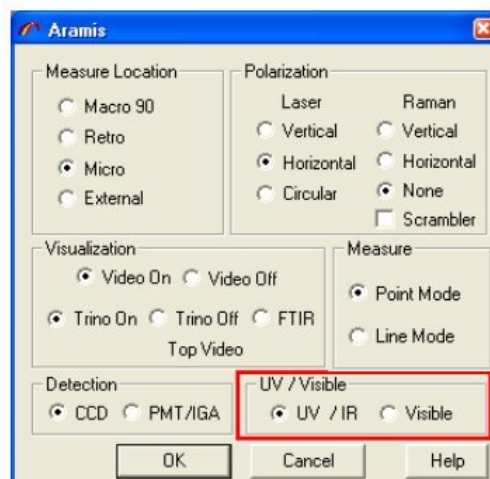 Aramis
Measure Location
Macro 90
Retro
Micro
External
Polarization
Laser Raman
Vertical Vertical
Horizontal Horizontal
Circular None
Scrambler
Visualization
Video On Video Off
Trino On Trino Off FTIR
Top Video
Measure
Point Mode
Line Mode
Detection
CCD PMT/IGA
UV / Visible
UV / IR Visible
OK Cancel Help